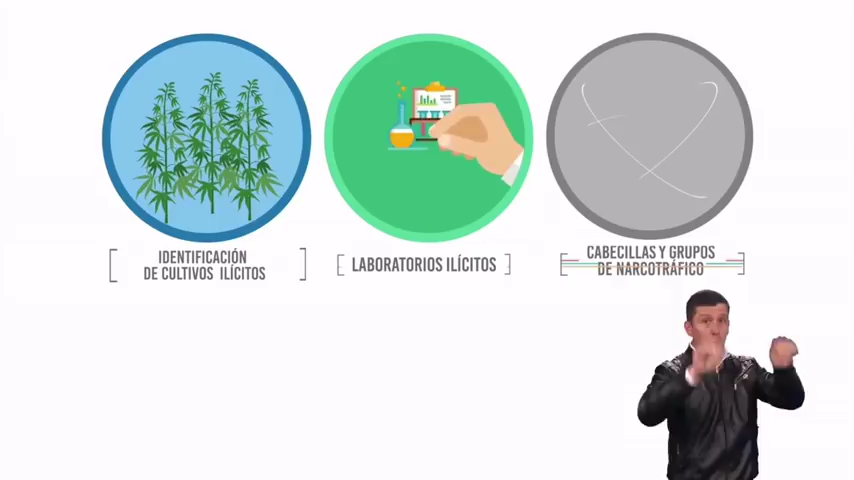 IDENTIFICACIÓN
DE CULTIVOS ILÍCITOS
LABORATORIOS ILÍCITOS
CABECILLAS Y GRUPOS
DE NARCOTRÁFICO